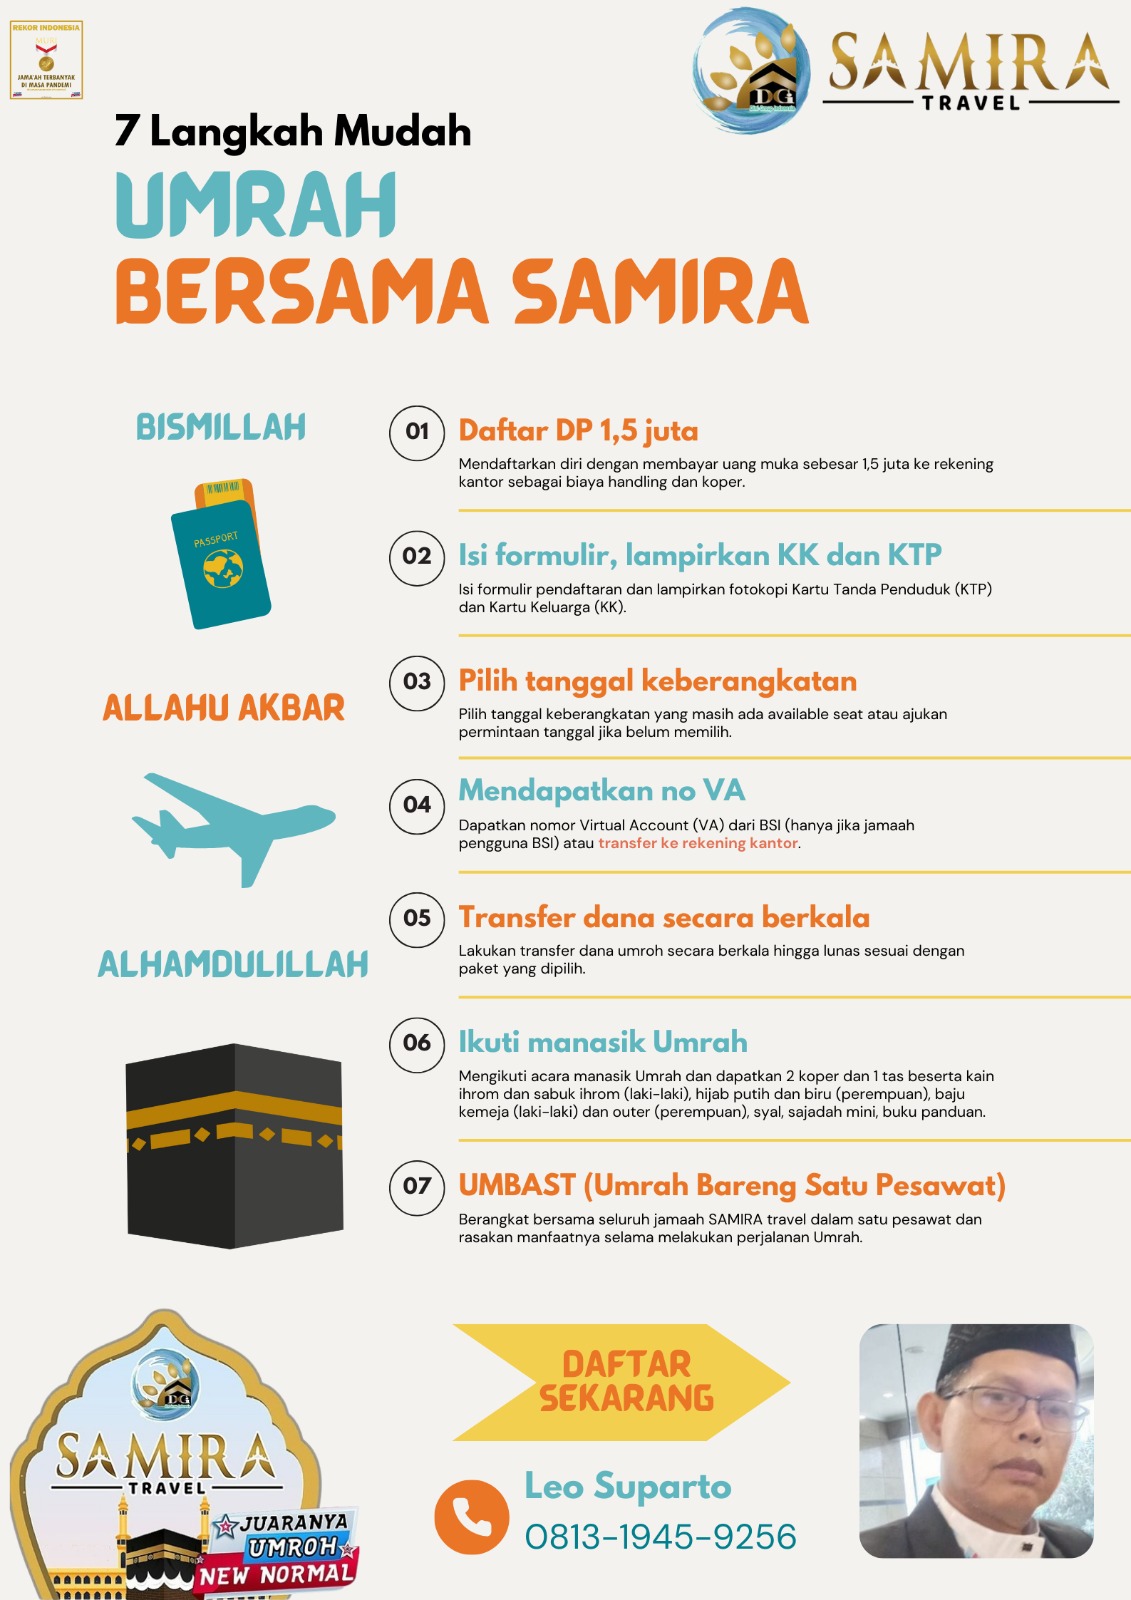 REKOR INDONESIA
JAMA'AH TERBANYAK
DI MASA PANDEMI
DG
SAMIRA
TRAVEL
7 Langkah Mudah
UMRAH
BERSAMA SAMIRA
BISMILLAH
PASSPORT
ALLAHU AKBAR
ALHAMDULILLAH
01
Daftar DP 1,5 juta
Mendaftarkan diri dengan membayar uang muka sebesar 1,5 juta ke rekening
kantor sebagai biaya handling dan koper.
02
Isi formulir, lampirkan KK dan KTP
Isi formulir pendaftaran dan lampirkan fotokopi Kartu Tanda Penduduk (KTP)
dan Kartu Keluarga (KK).
03
Pilih tanggal keberangkatan
Pilih tanggal keberangkatan yang masih ada available seat atau ajukan
permintaan tanggal jika belum memilih.
04
Mendapatkan no VA
Dapatkan nomor Virtual Account (VA) dari BSI (hanya jika jamaah
pengguna BSI) atau transfer ke rekening kantor.
05
Transfer dana secara berkala
Lakukan transfer dana umroh secara berkala hingga lunas sesuai dengan
paket yang dipilih.
06
Ikuti manasik Umrah
Mengikuti acara manasik Umrah dan dapatkan 2 koper dan 1 tas beserta kain
ihrom dan sabuk ihrom (laki-laki), hijab putih dan biru (perempuan), baju
kemeja (laki-laki) dan outer (perempuan), syal, sajadah mini, buku panduan.
07
UMBAST (Umrah Bareng Satu Pesawat)
Berangkat bersama seluruh jamaah SAMIRA travel dalam satu pesawat dan
rasakan manfaatnya selama melakukan perjalanan Umrah.
DG
SAMIRA
TRAVEL
JUARANYA
UMROH
NEW NORMAL
DAFTAR
SEKARANG
Leo Suparto
0813-1945-9256